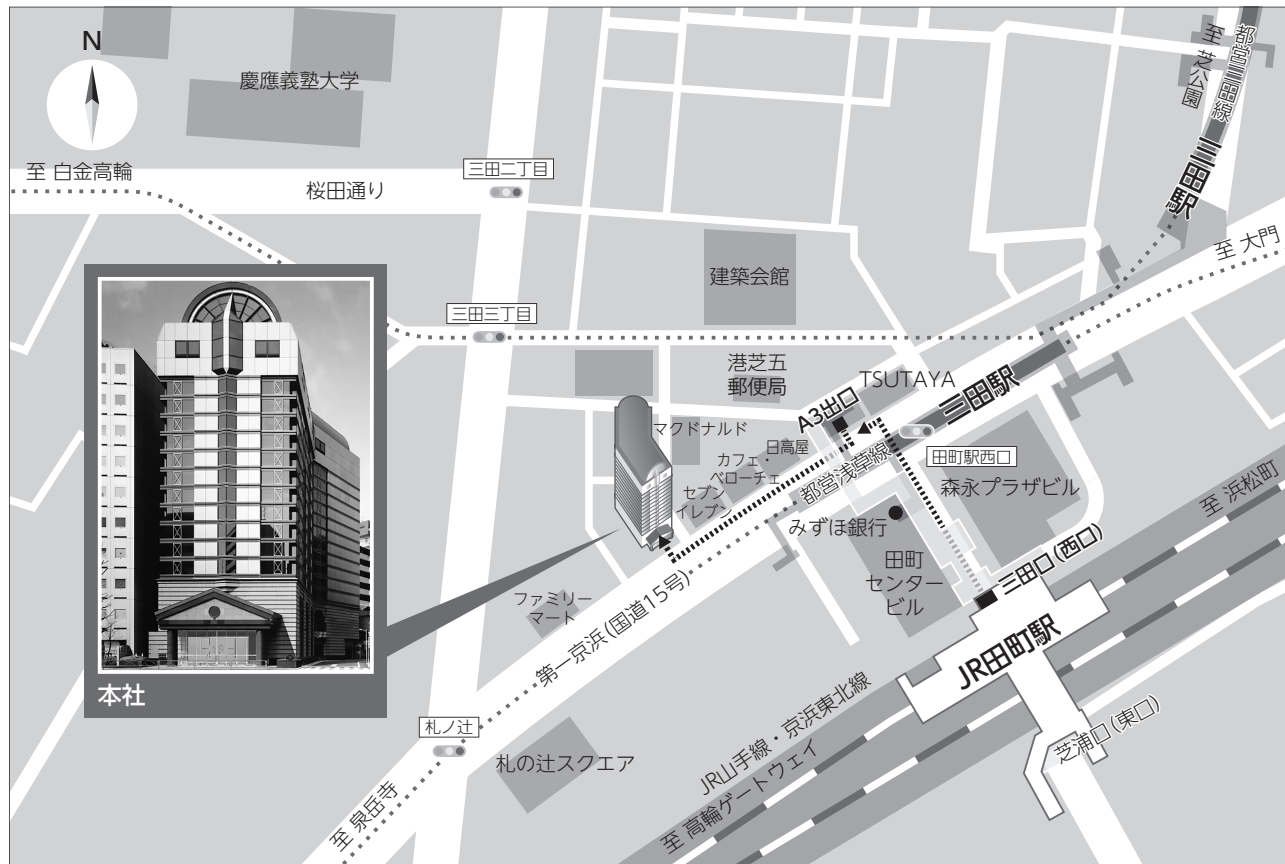 N
慶應義塾大学
至 白金高輪
桜田通り
三田二丁目
至 芝公園
都営三田線
三田駅
至 大門
建築会館
三田三丁目
港芝五
郵便局
TSUTAYA
A3出口
三田駅
田町駅西口
マクドナルド
日高屋
カフェ・
ベローチェ
セブン
イレブン
都営浅草線
森永プラザビル
みずほ銀行
田町
センター
ビル
至 浜松町
三田口(西口)
JR田町駅
芝浦口(東口)
ファミリー
マート
第一京浜(国道15号)
本社
札ノ辻
札の辻スクエア
至 泉岳寺
JR山手線・京浜東北線
至 高輪ゲートウェイ